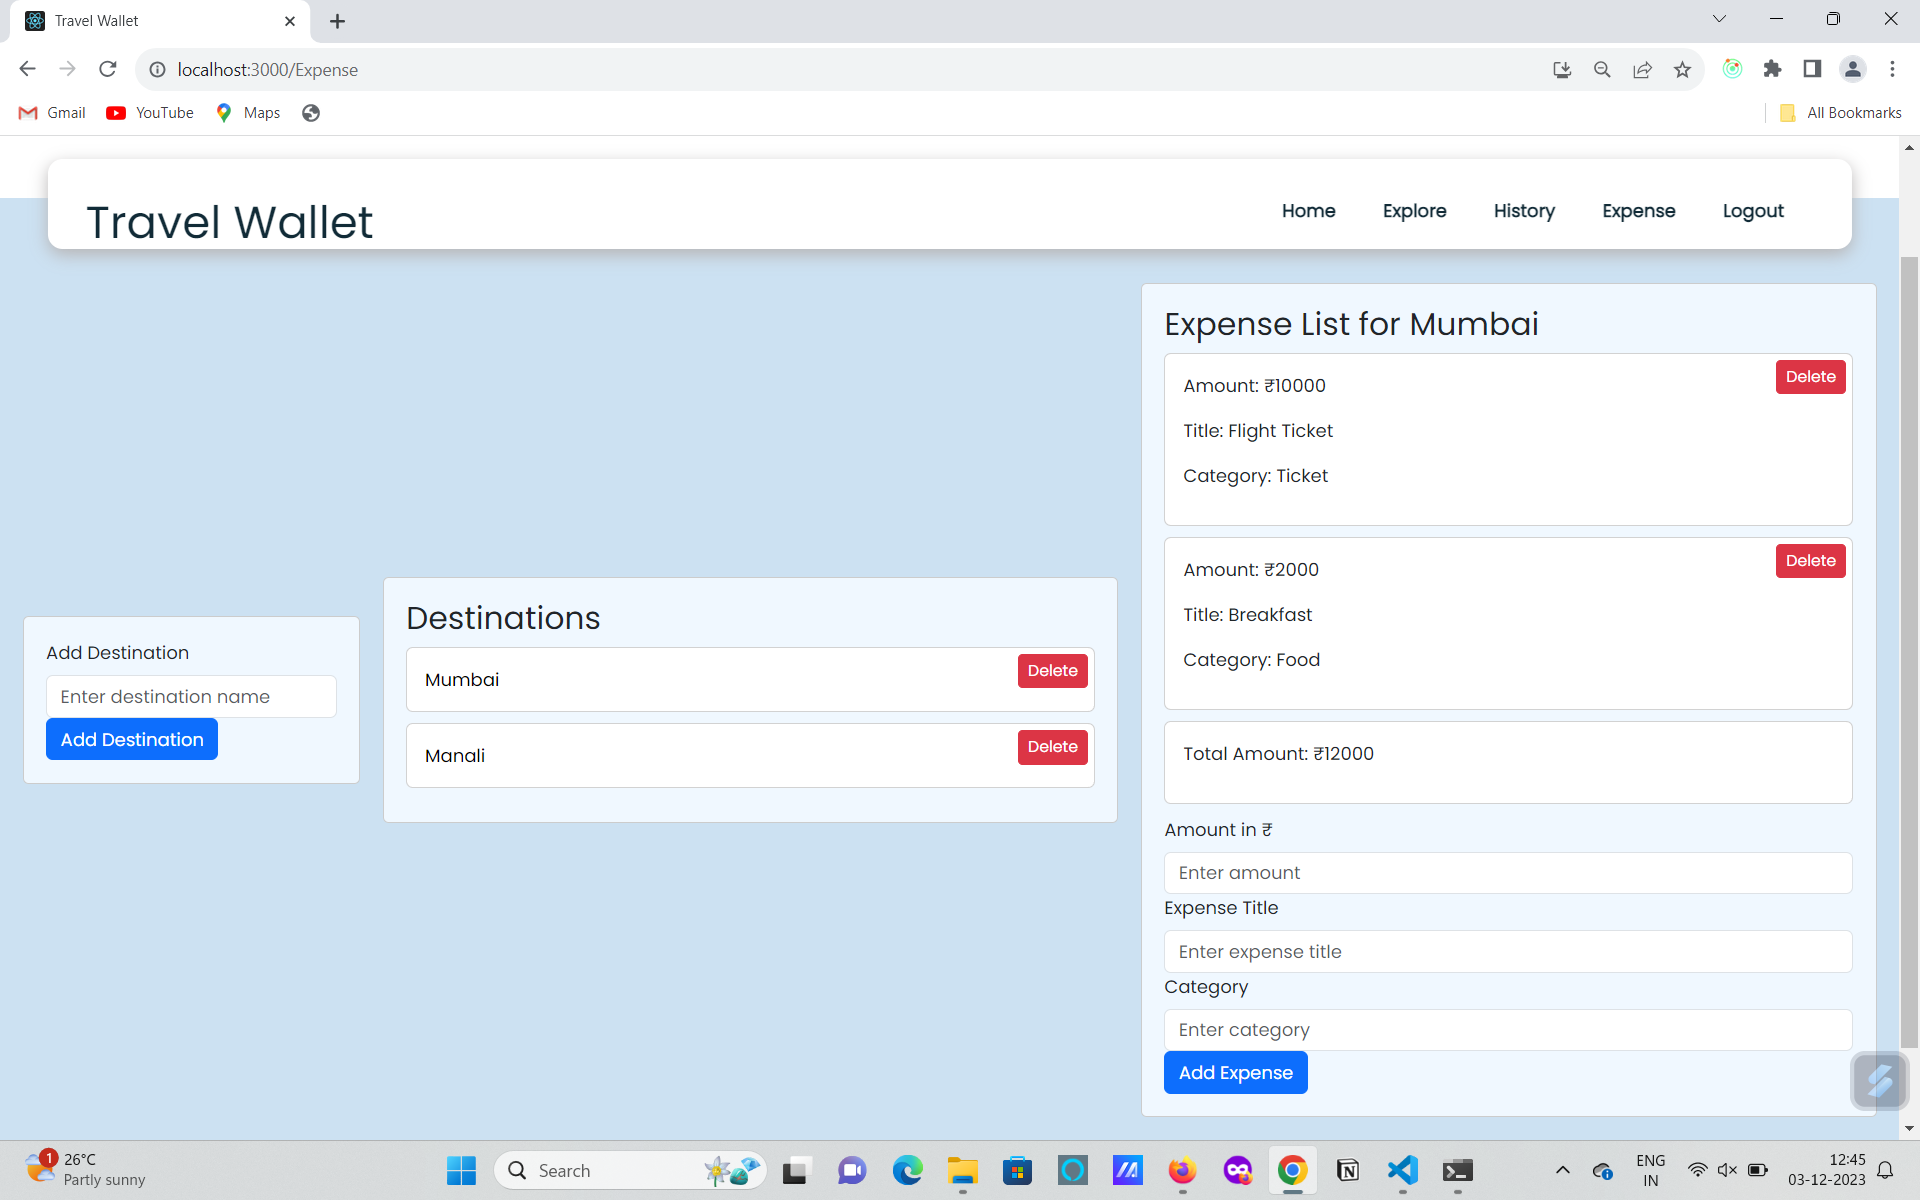 Travel Wallet
localhost:3000/Expense
Gmail
YouTube
Maps
All Bookmarks
Travel Wallet
Home
Explore
History
Expense
Logout
Add Destination
Enter destination name
Add Destination
Destinations
Mumbai
Delete
Manali
Delete
Expense List for Mumbai
Amount: ₹10000
Delete
Title: Flight Ticket
Category: Ticket
Amount: ₹2000
Delete
Title: Breakfast
Category: Food
Total Amount: ₹12000
Amount in ₹
Enter amount
Expense Title
Enter expense title
Category
Enter category
Add Expense
1
26°C
Partly sunny
Search
ENG
IN
12:45
03-12-2023